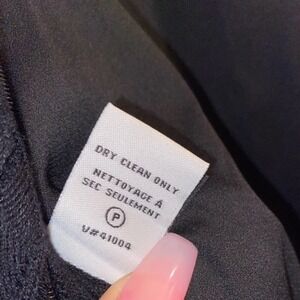 DRY CLEAN ONLY
NETTOYAGE À
SEC SEULEMENT
P
V#41004